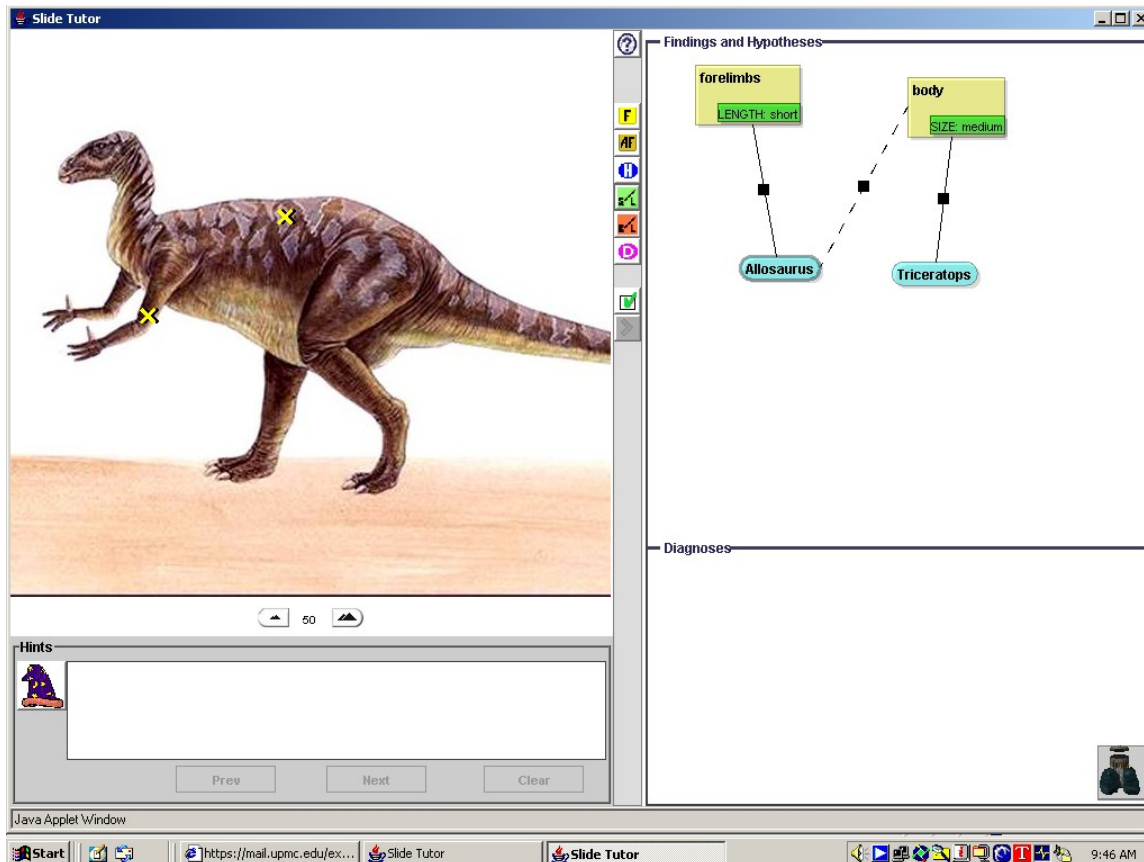 Slide Tutor
?
F
AF
H
S L
R L
D
Findings and Hypotheses
forelimbs
LENGTH: short
body
SIZE: medium
Allosaurus
Triceratops
Diagnoses
50
Hints
Prev
Next
Clear
Java Applet Window
Start
https://mail.upmc.edu/ex...
Slide Tutor
Slide Tutor
9:46 AM